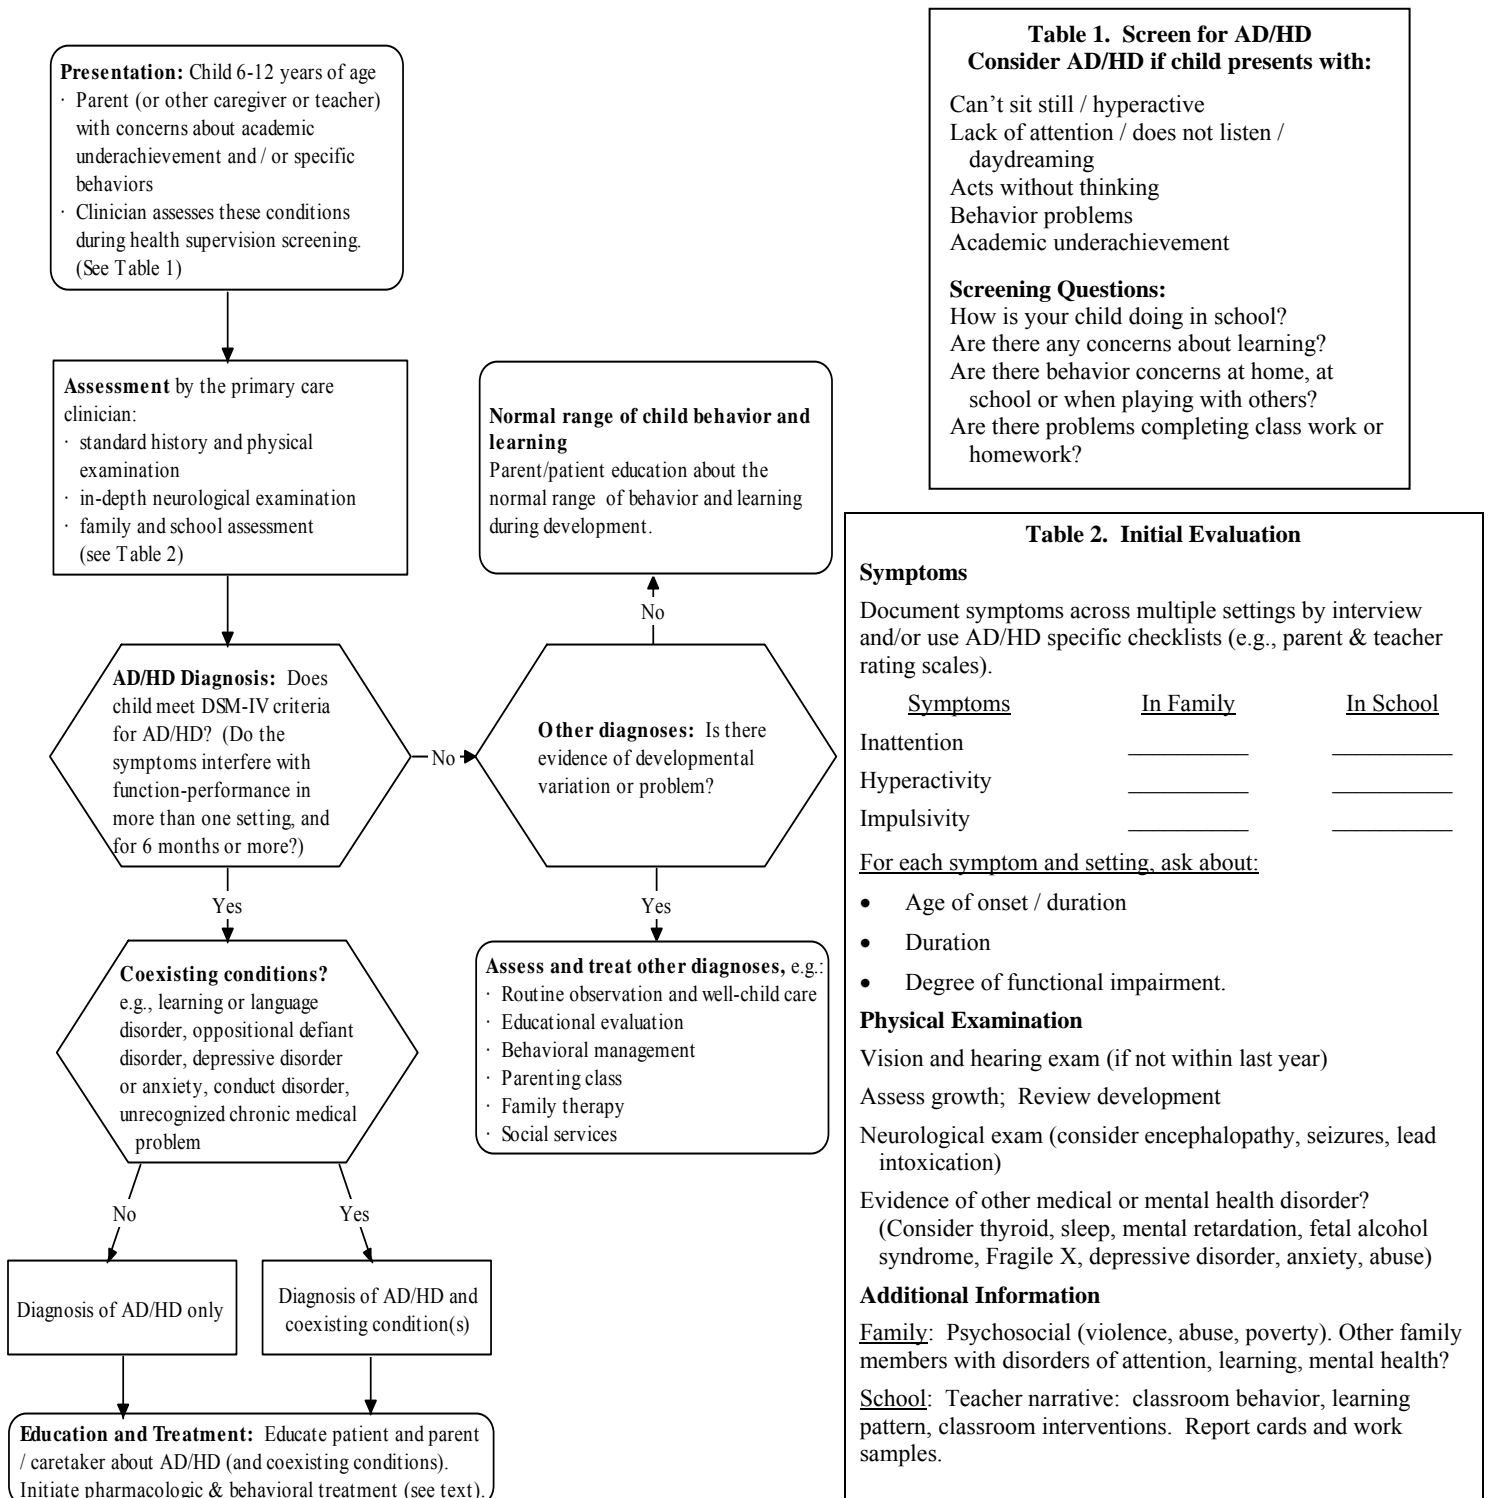 Presentation: Child 6-12 years of age
· Parent (or other caregiver or teacher)
with concerns about academic
underachievement and / or specific
behaviors
· Clinician assesses these conditions
during health supervision screening.
(See Table 1)
Assessment by the primary care
clinician:
· standard history and physical
examination
· in-depth neurological examination
· family and school assessment
(see Table 2)
Normal range of child behavior and
learning
Parent/patient education about the
normal range of behavior and learning
during development.
No
AD/HD Diagnosis: Does
child meet DSM-IV criteria
for AD/HD? (Do the
symptoms interfere with
function-performance in
more than one setting, and
for 6 months or more?)
No
Other diagnoses: Is there
evidence of developmental
variation or problem?
Yes
Yes
Coexisting conditions?
e.g., learning or language
disorder, oppositional defiant
disorder, depressive disorder
or anxiety, conduct disorder,
unrecognized chronic medical
problem
Assess and treat other diagnoses, e.g.:
· Routine observation and well-child care
· Educational evaluation
· Behavioral management
· Parenting class
· Family therapy
· Social services
No
Yes
Diagnosis of AD/HD only
Diagnosis of AD/HD and
coexisting condition(s)
Education and Treatment: Educate patient and parent
/ caretaker about AD/HD (and coexisting conditions).
Initiate pharmacologic & behavioral treatment (see text).
Table 1. Screen for AD/HD
Consider AD/HD if child presents with:
Can't sit still / hyperactive
Lack of attention / does not listen /
daydreaming
Acts without thinking
Behavior problems
Academic underachievement
Screening Questions:
How is your child doing in school?
Are there any concerns about learning?
Are there behavior concerns at home, at
school or when playing with others?
Are there problems completing class work or
homework?
Table 2. Initial Evaluation
Symptoms
Document symptoms across multiple settings by interview
and/or use AD/HD specific checklists (e.g., parent & teacher
rating scales).
Symptoms In Family In School
Inattention __________ __________
Hyperactivity __________ __________
Impulsivity __________ __________
For each symptom and setting, ask about:
• Age of onset / duration
• Duration
• Degree of functional impairment.
Physical Examination
Vision and hearing exam (if not within last year)
Assess growth; Review development
Neurological exam (consider encephalopathy, seizures, lead
intoxication)
Evidence of other medical or mental health disorder?
(Consider thyroid, sleep, mental retardation, fetal alcohol
syndrome, Fragile X, depressive disorder, anxiety, abuse)
Additional Information
Family: Psychosocial (violence, abuse, poverty). Other family
members with disorders of attention, learning, mental health?
School: Teacher narrative: classroom behavior, learning
pattern, classroom interventions. Report cards and work
samples.